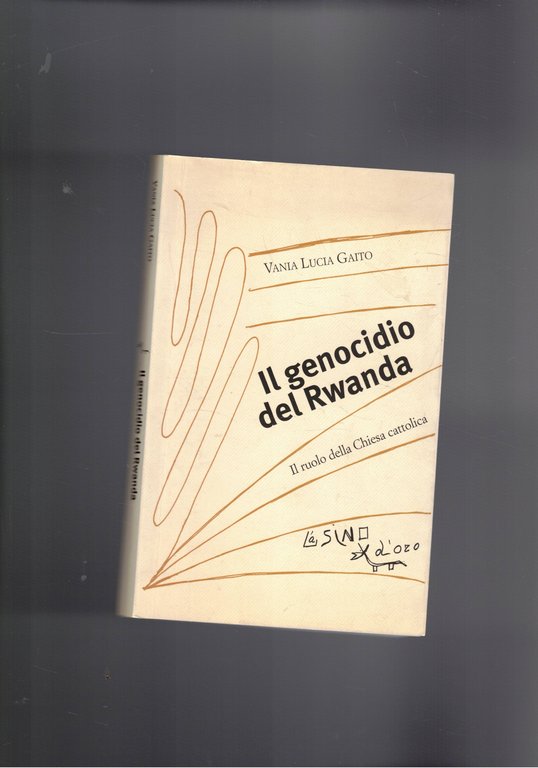 VANIA LUCIA GAITO
Il genocidio
del Rwanda
Il ruolo della Chiesa cattolica
l'aSINO
d'oro
VANIA LUCIA GAITO
Il genocidio del Rwanda